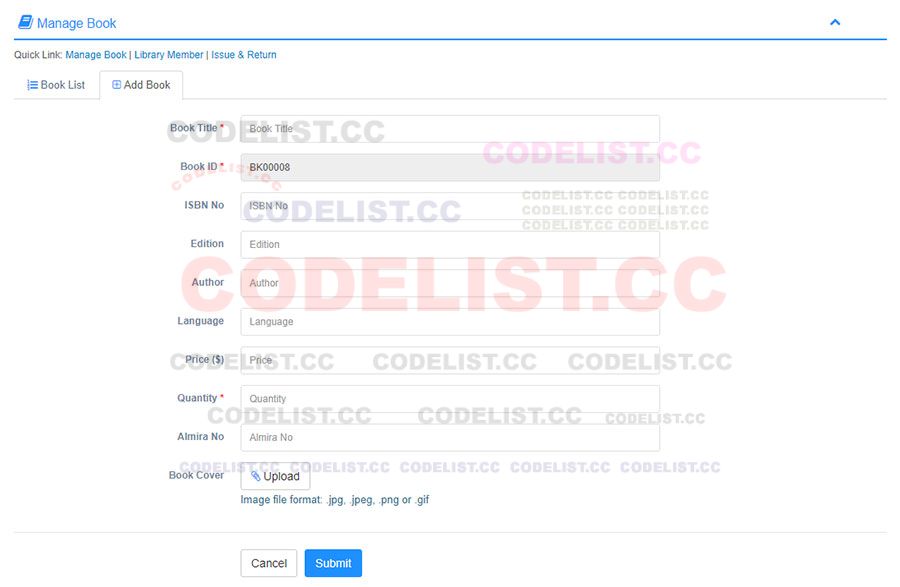 Manage Book
Quick Link: Manage Book | Library Member | Issue & Return
Book List
Add Book
Book Title *
Book Title
CODELIST.CC
CODELIST.CC
Book ID *
BK00008
CODELIST.CC
ISBN No
ISBN No
CODELIST.CC
CODELIST.CC CODELIST.CC
CODELIST.CC CODELIST.CC
CODELIST.CC CODELIST.CC
Edition
Edition
Author
Author
CODELIST.CC
Language
Language
Price ($)
Price
CODELIST.CC CODELIST.CC CODELIST.CC
Quantity *
Quantity
CODELIST.CC CODELIST.CC CODELIST.CC
Almira No
Almira No
CODELIST.CC CODELIST.CC CODELIST.CC CODELIST.CC CODELIST.CC
Book Cover
Upload
Image file format: .jpg, .jpeg, .png or .gif
Cancel
Submit